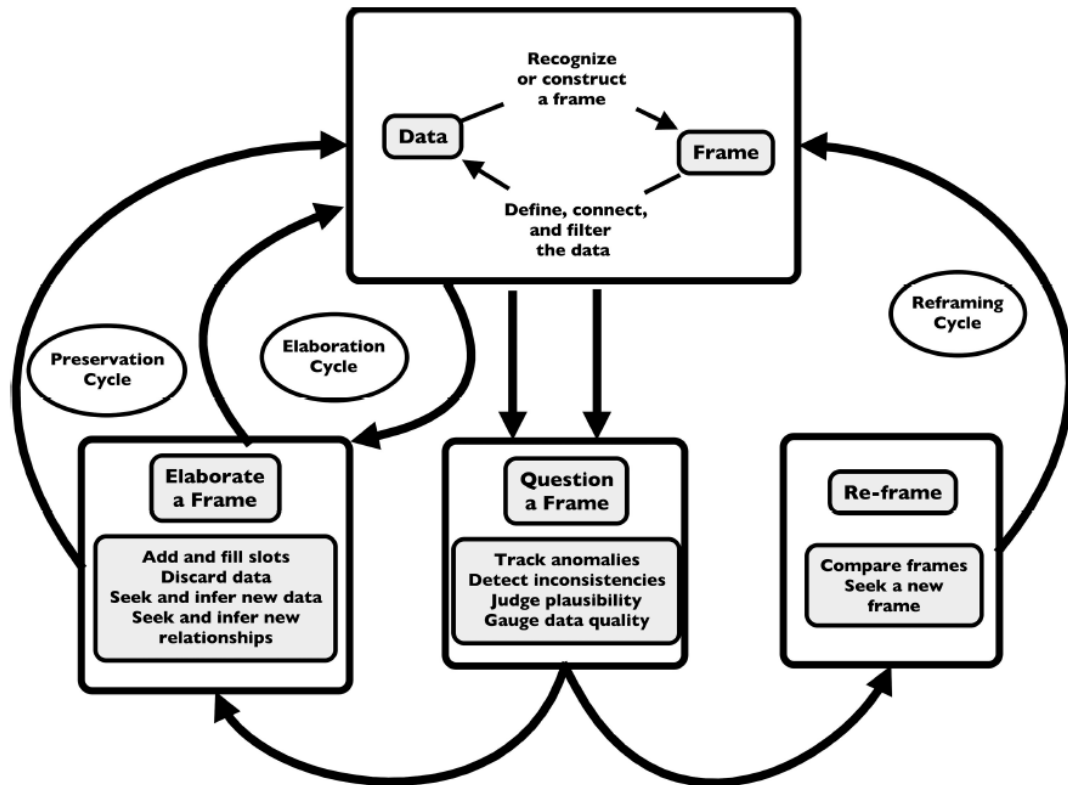 Recognize
or construct
a frame
Data
Frame
Define, connect,
and filter
the data
Preservation
Cycle
Elaboration
Cycle
Reframing
Cycle
Elaborate
a Frame
Add and fill slots
Discard data
Seek and infer new data
Seek and infer new
relationships
Question
a Frame
Track anomalies
Detect inconsistencies
Judge plausibility
Gauge data quality
Re-frame
Compare frames
Seek a new
frame